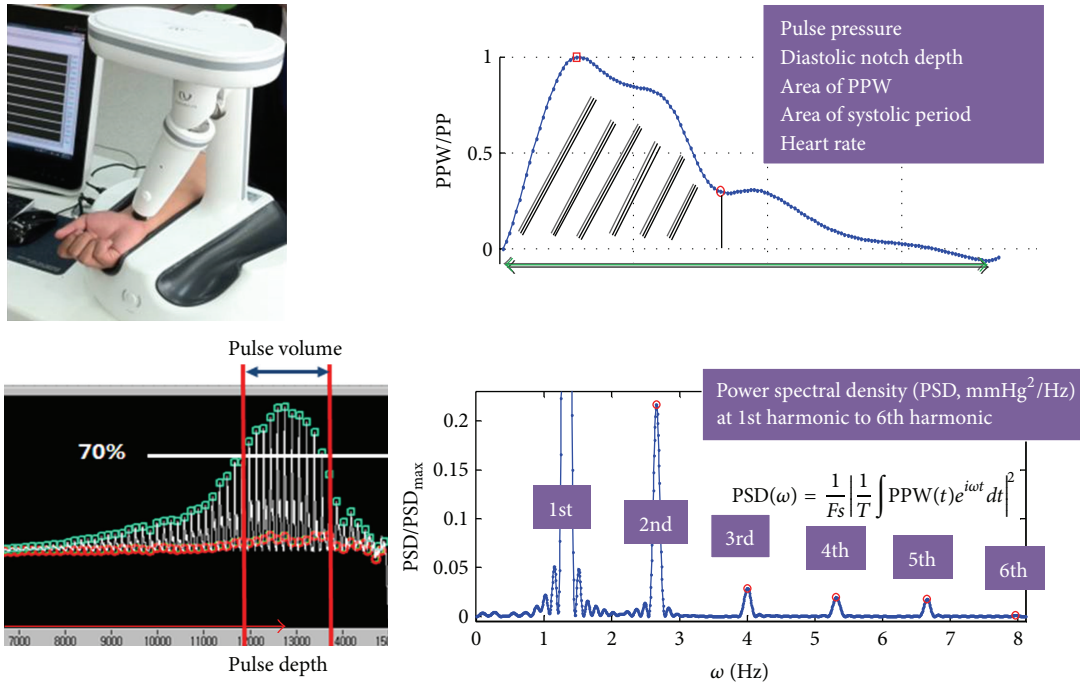 Pulse pressure
Diastolic notch depth
Area of PPW
Area of systolic period
Heart rate
PPW/PP
1
0.5
0
Pulse volume
70%
7000 8000 9000 10000 11000 12000 13000 14000 150
Pulse depth
Power spectral density (PSD, mmHg²/Hz)
at 1st harmonic to 6th harmonic
PSD(ω) = 1/Fs |1/T ∫ PPW(t)e^{iωt} dt|²
PSD/PSD_max
0.2
0.15
0.1
0.05
0
1st
2nd
3rd
4th
5th
6th
0 1 2 3 4 5 6 7 8
ω (Hz)